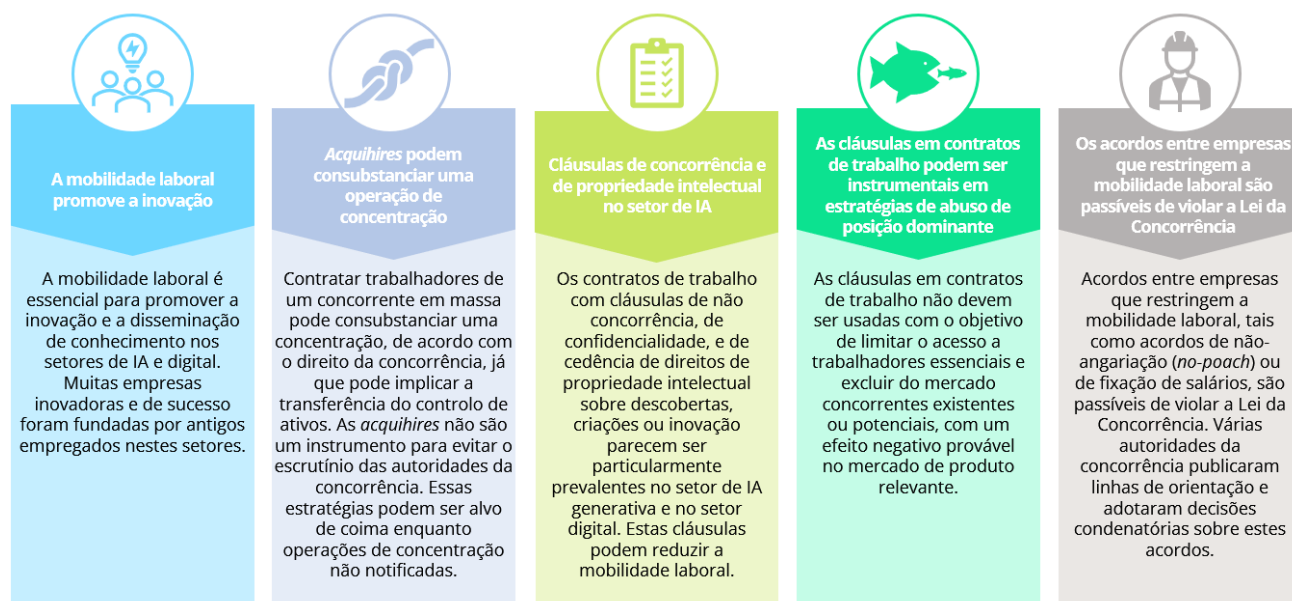 A mobilidade laboral
promove a inovação
A mobilidade laboral é
essencial para promover a
inovação e a disseminação
de conhecimento nos
setores de IA e digital.
Muitas empresas
inovadoras e de sucesso
foram fundadas por antigos
empregados nestes setores.
Acquihires podem
consubstanciar uma
operação de
concentração
Contratar trabalhadores de
um concorrente em massa
pode consubstanciar uma
concentração, de acordo com
o direito da concorrência, já
que pode implicar a
transferência do controlo de
ativos. As acquihires não são
um instrumento para evitar o
escrutínio das autoridades da
concorrência. Essas
estratégias podem ser alvo
de coima enquanto
operações de concentração
não notificadas.
Cláusulas de concorrência e
de propriedade intelectual
no setor de IA
Os contratos de trabalho
com cláusulas de não
concorrência, de
confidencialidade, e de
cedência de direitos de
propriedade intelectual
sobre descobertas,
criações ou inovação
parecem ser
particularmente
prevalentes no setor de IA
generativa e no setor
digital. Estas cláusulas
podem reduzir a
mobilidade laboral.
As cláusulas em contratos
de trabalho podem ser
instrumentais em
estratégias de abuso de
posição dominante
As cláusulas em contratos
de trabalho não devem
ser usadas com o objetivo
de limitar o acesso a
trabalhadores essenciais e
excluir do mercado
concorrentes existentes
ou potenciais, com um
efeito negativo provável
no mercado de produto
relevante.
Os acordos entre empresas
que restringem a
mobilidade laboral são
passíveis de violar a Lei da
Concorrência
Acordos entre empresas
que restringem a
mobilidade laboral, tais
como acordos de não-
angariação (no-poach) ou
de fixação de salários, são
passíveis de violar a Lei da
Concorrência. Várias
autoridades da
concorrência publicaram
linhas de orientação e
adotaram decisões
condenatórias sobre estes
acordos.